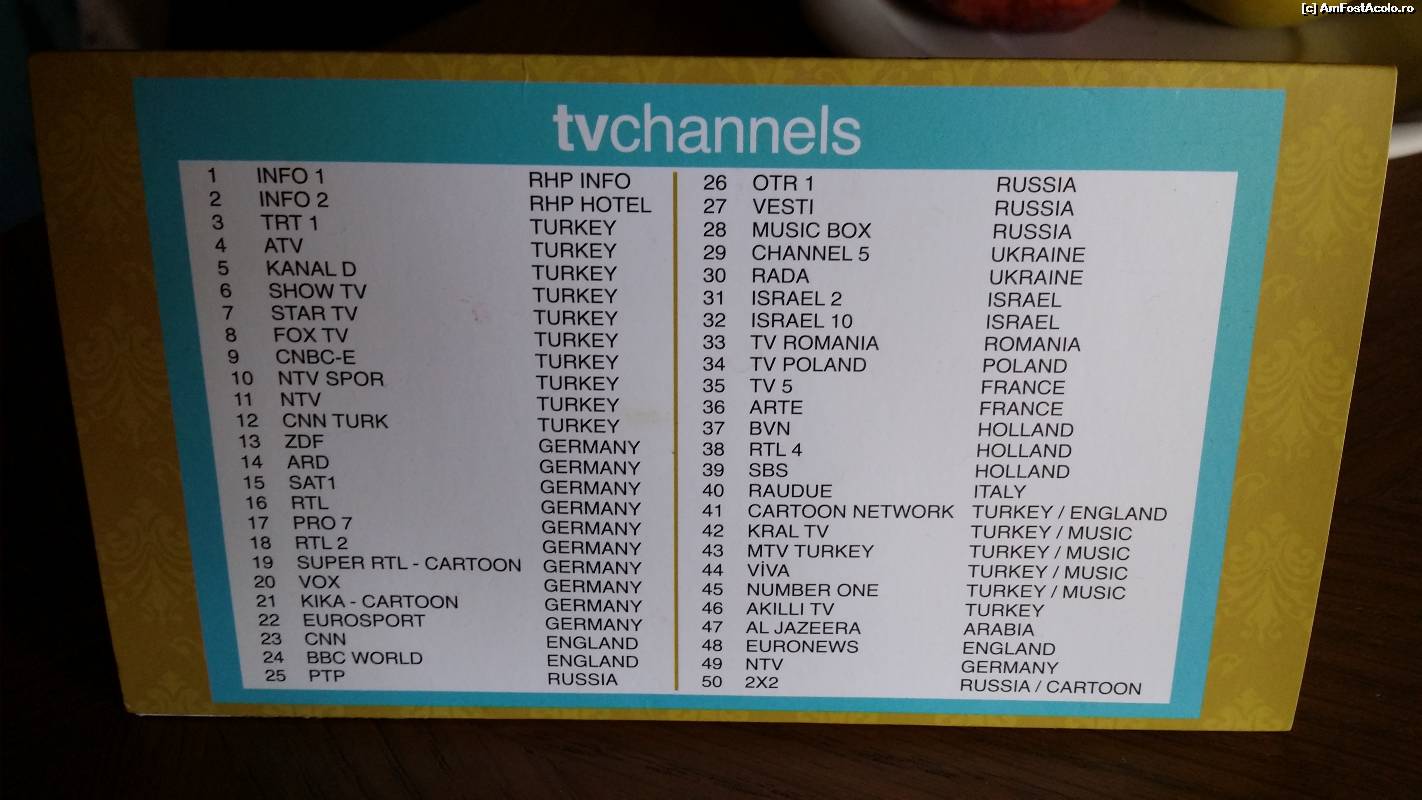 [c] AmFostAcolo.ro
tvchannels
1 INFO 1 RHP INFO
2 INFO 2 RHP HOTEL
3 TRT 1 TURKEY
4 ATV TURKEY
5 KANAL D TURKEY
6 SHOW TV TURKEY
7 STAR TV TURKEY
8 FOX TV TURKEY
9 CNBC-E TURKEY
10 NTV SPOR TURKEY
11 NTV TURKEY
12 CNN TURK TURKEY
13 ZDF GERMANY
14 ARD GERMANY
15 SAT1 GERMANY
16 RTL GERMANY
17 PRO 7 GERMANY
18 RTL 2 GERMANY
19 SUPER RTL - CARTOON GERMANY
20 VOX GERMANY
21 KIKA - CARTOON GERMANY
22 EUROSPORT GERMANY
23 CNN ENGLAND
24 BBC WORLD ENGLAND
25 PTP RUSSIA
26 OTR 1 RUSSIA
27 VESTI RUSSIA
28 MUSIC BOX RUSSIA
29 CHANNEL 5 UKRAINE
30 RADA UKRAINE
31 ISRAEL 2 ISRAEL
32 ISRAEL 10 ISRAEL
33 TV ROMANIA ROMANIA
34 TV POLAND POLAND
35 TV 5 FRANCE
36 ARTE FRANCE
37 BVN HOLLAND
38 RTL 4 HOLLAND
39 SBS HOLLAND
40 RAUDUE ITALY
41 CARTOON NETWORK TURKEY / ENGLAND
42 KRAL TV TURKEY / MUSIC
43 MTV TURKEY TURKEY / MUSIC
44 VİVA TURKEY / MUSIC
45 NUMBER ONE TURKEY / MUSIC
46 AKILLI TV TURKEY
47 AL JAZEERA ARABIA
48 EURONEWS ENGLAND
49 NTV GERMANY
50 2X2 RUSSIA / CARTOON